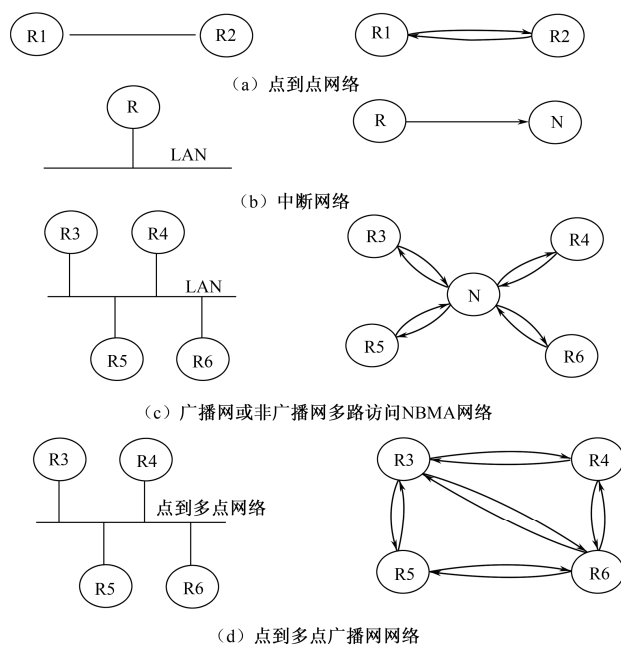 R1 R2 R1 R2
(a) 点到点网络
R R N
LAN
(b) 中断网络
R3 R4 R3 R4
LAN N
R5 R6 R5 R6
(c) 广播网或非广播网多路访问NBMA网络
R3 R4 R3 R4
点到多点网络
R5 R6 R5 R6
(d) 点到多点广播网网络